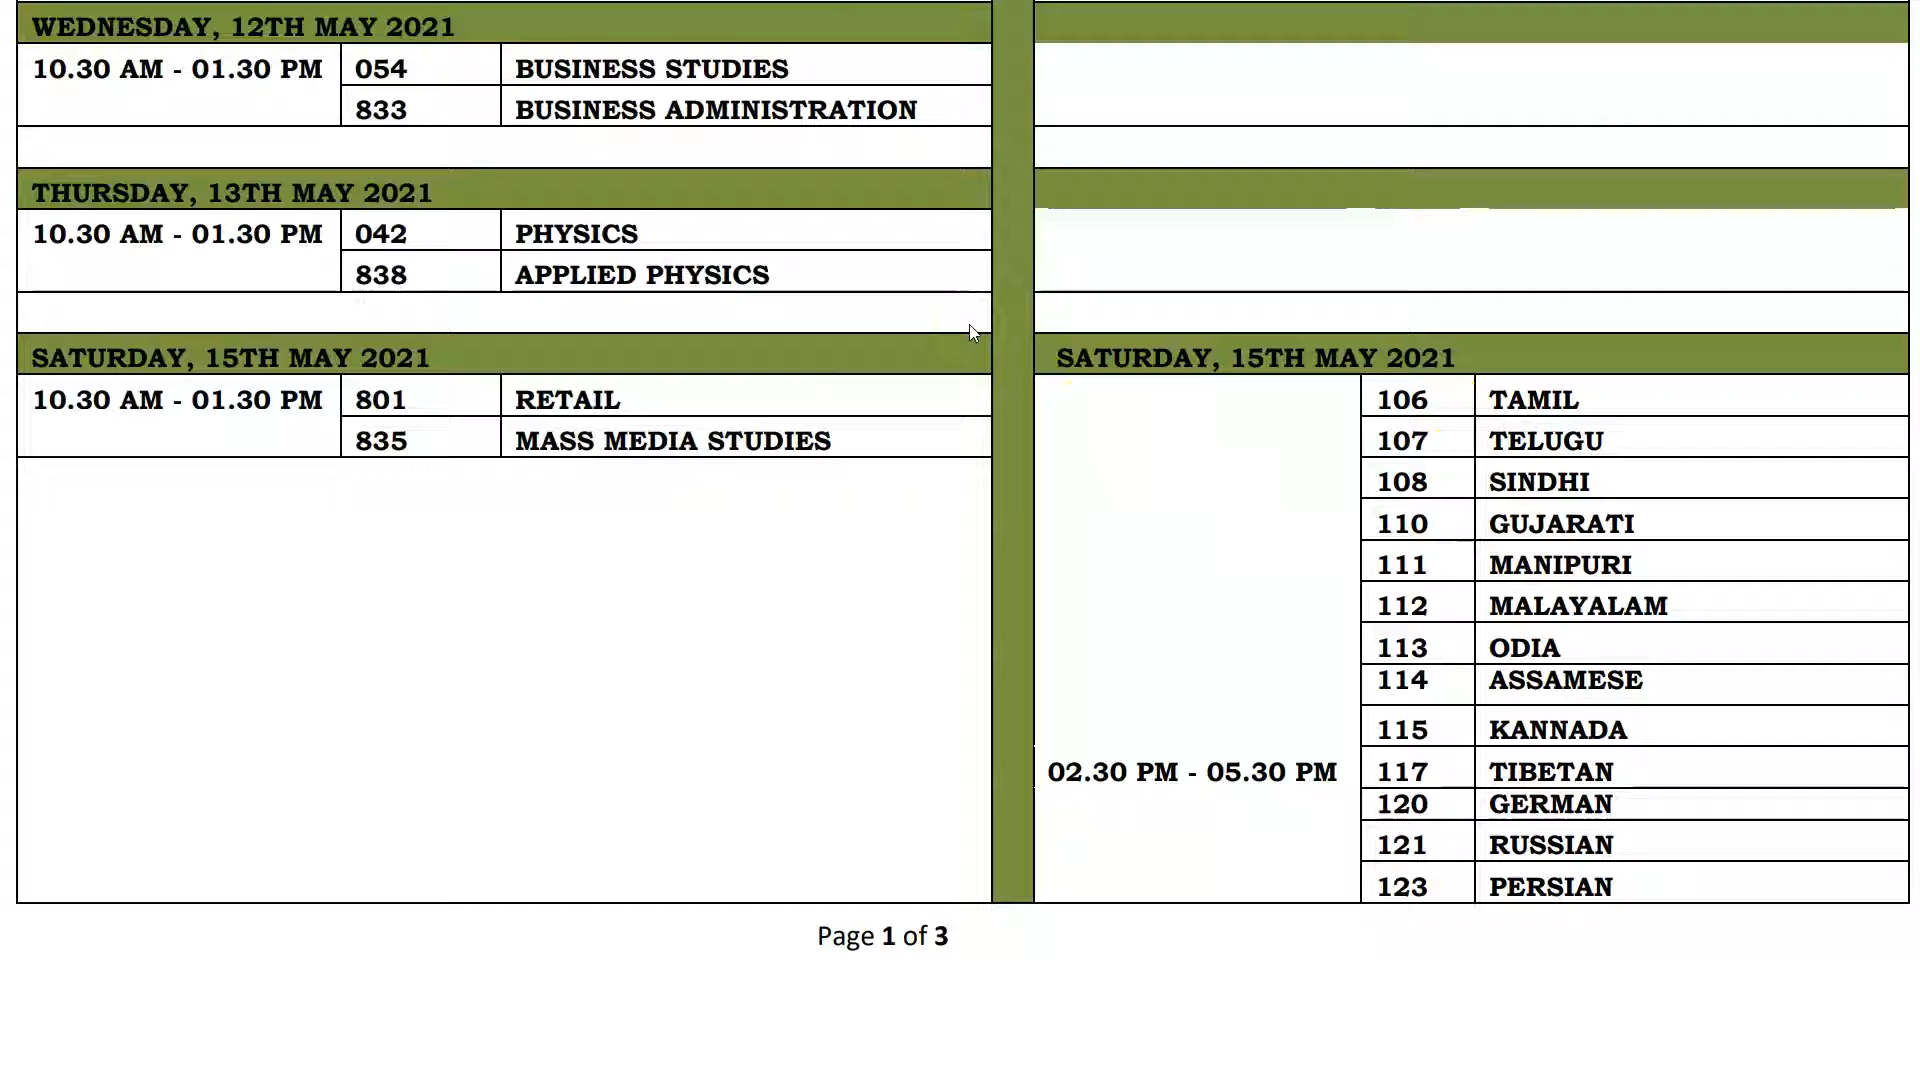 WEDNESDAY, 12TH MAY 2021
10.30 AM - 01.30 PM 054 BUSINESS STUDIES
833 BUSINESS ADMINISTRATION
THURSDAY, 13TH MAY 2021
10.30 AM - 01.30 PM 042 PHYSICS
838 APPLIED PHYSICS
SATURDAY, 15TH MAY 2021
10.30 AM - 01.30 PM 801 RETAIL
835 MASS MEDIA STUDIES
SATURDAY, 15TH MAY 2021
106 TAMIL
107 TELUGU
108 SINDHI
110 GUJARATI
111 MANIPURI
112 MALAYALAM
113 ODIA
114 ASSAMESE
115 KANNADA
02.30 PM - 05.30 PM 117 TIBETAN
120 GERMAN
121 RUSSIAN
123 PERSIAN
Page 1 of 3